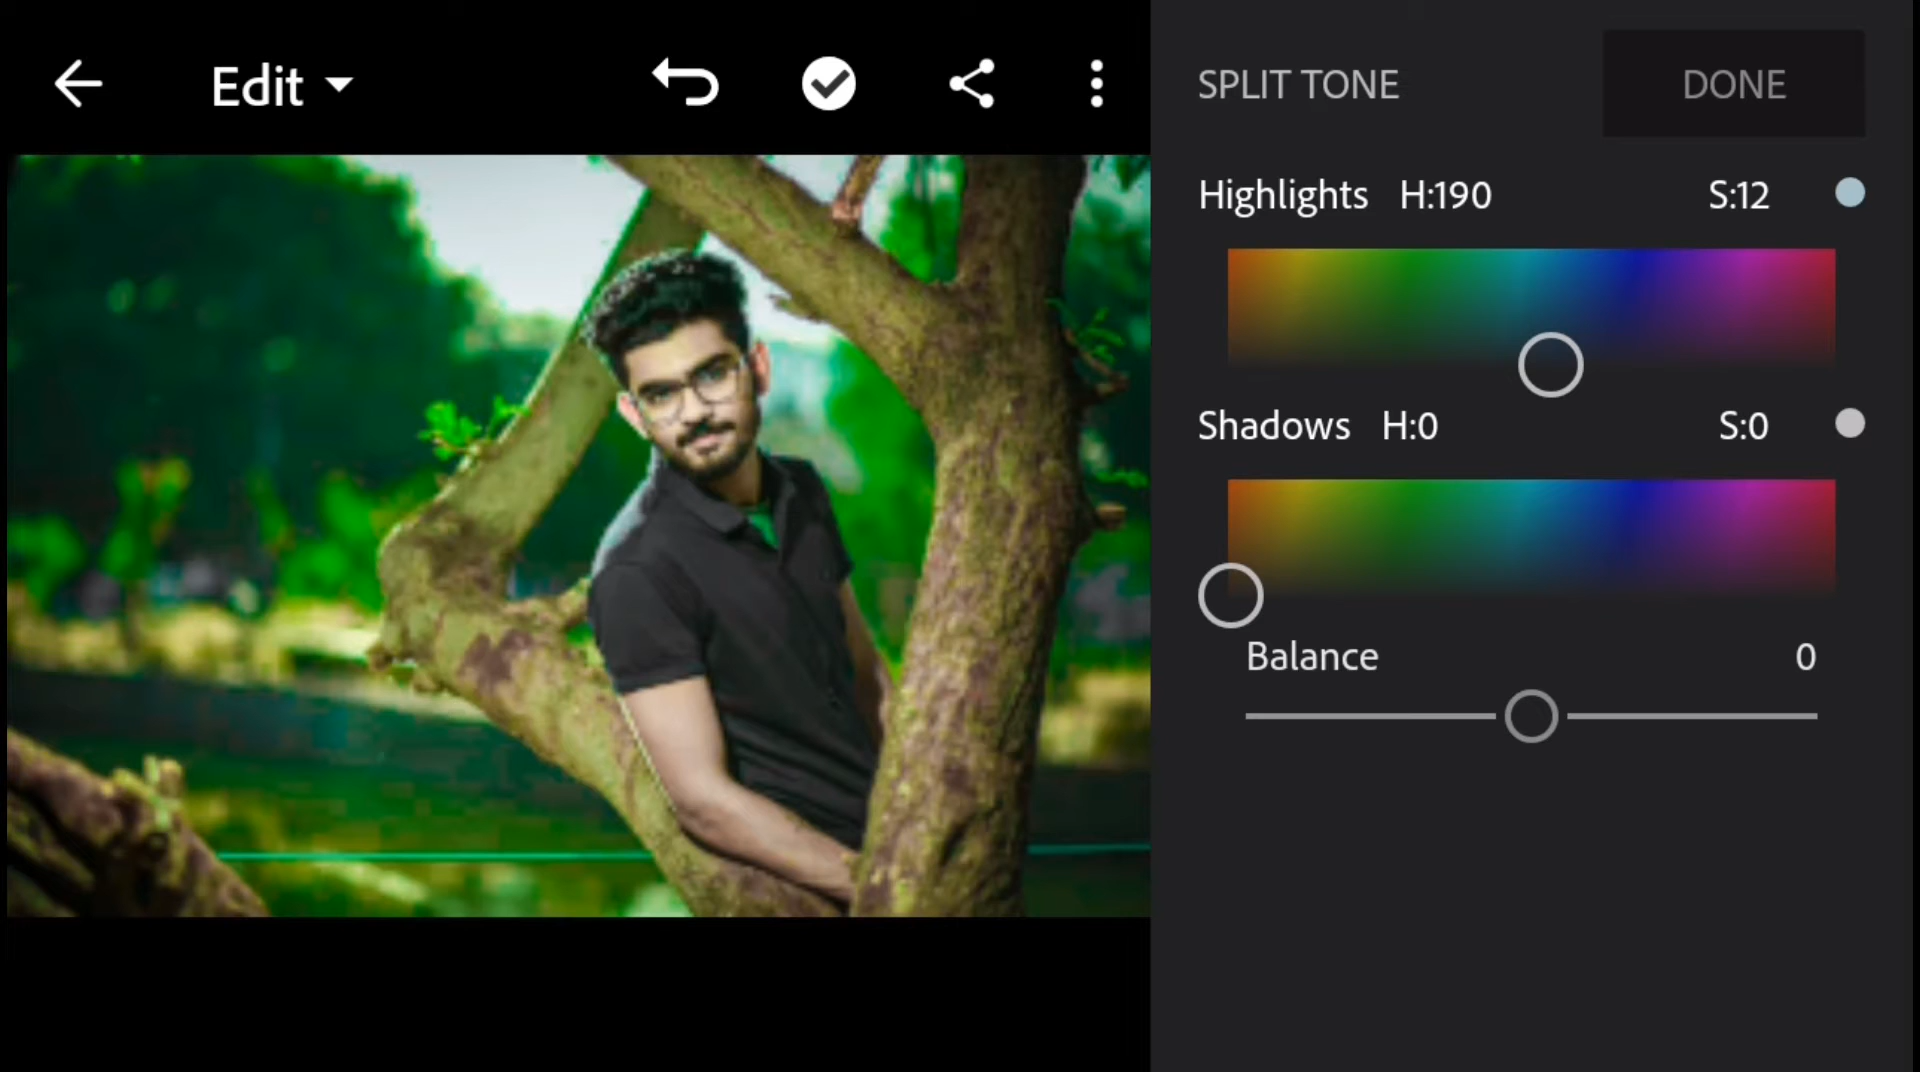 Edit
SPLIT TONE
DONE
Highlights H:190 S:12
Shadows H:0 S:0
Balance 0